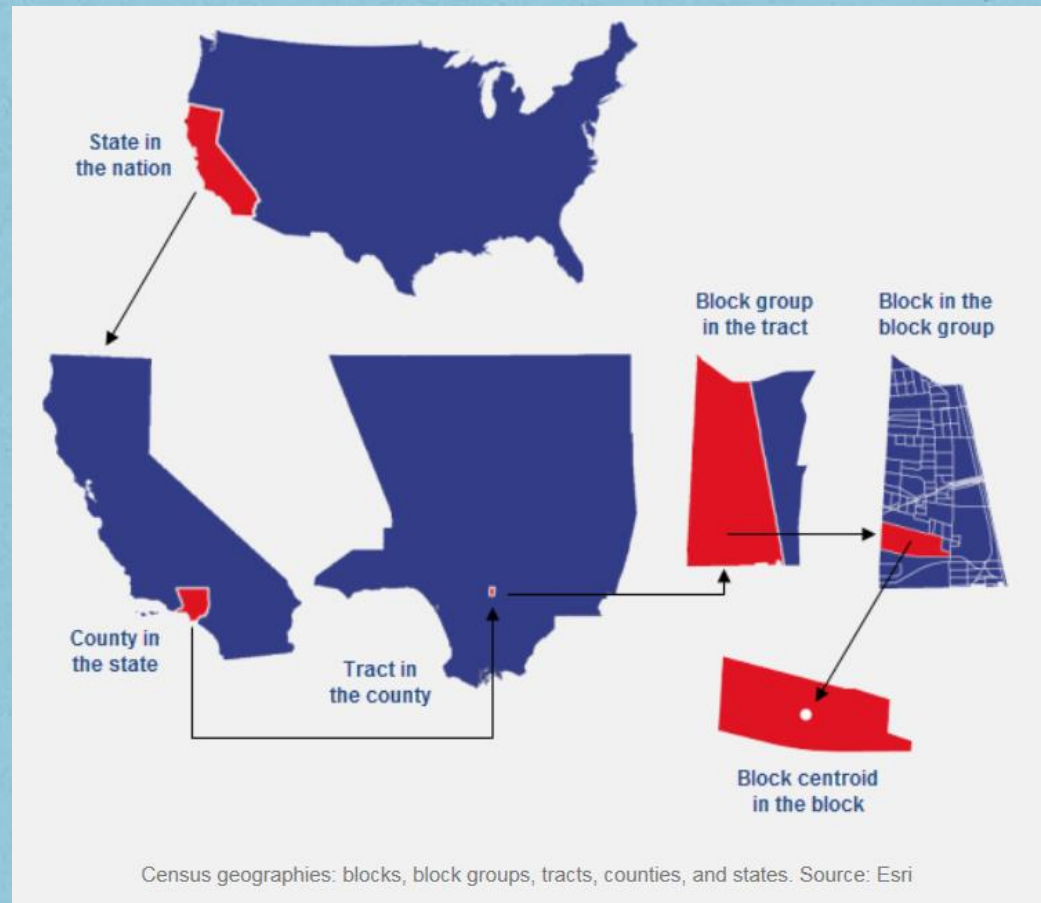 State in
the nation
Block group
in the tract
Block in the
block group
County in
the state
Tract in
the county
Block centroid
in the block
Census geographies: blocks, block groups, tracts, counties, and states. Source: Esri